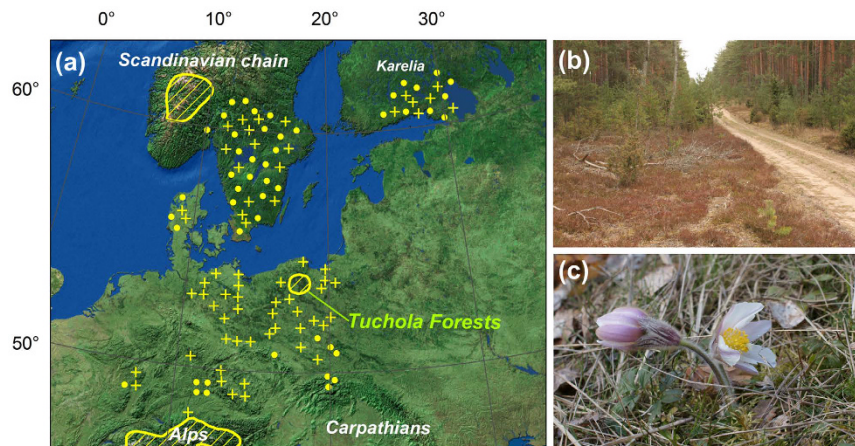 0° 10° 20° 30°
(a)
Scandinavian chain
Karelia
(b)
60°
Tuchola Forests
50°
(c)
Alps
Carpathians